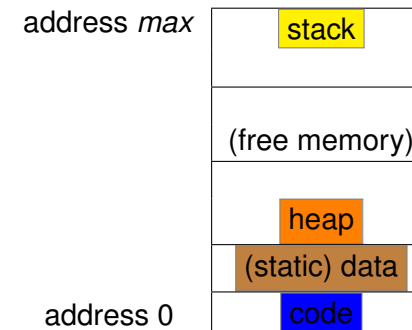 address max
stack
(free memory)
heap
(static) data
address 0
code